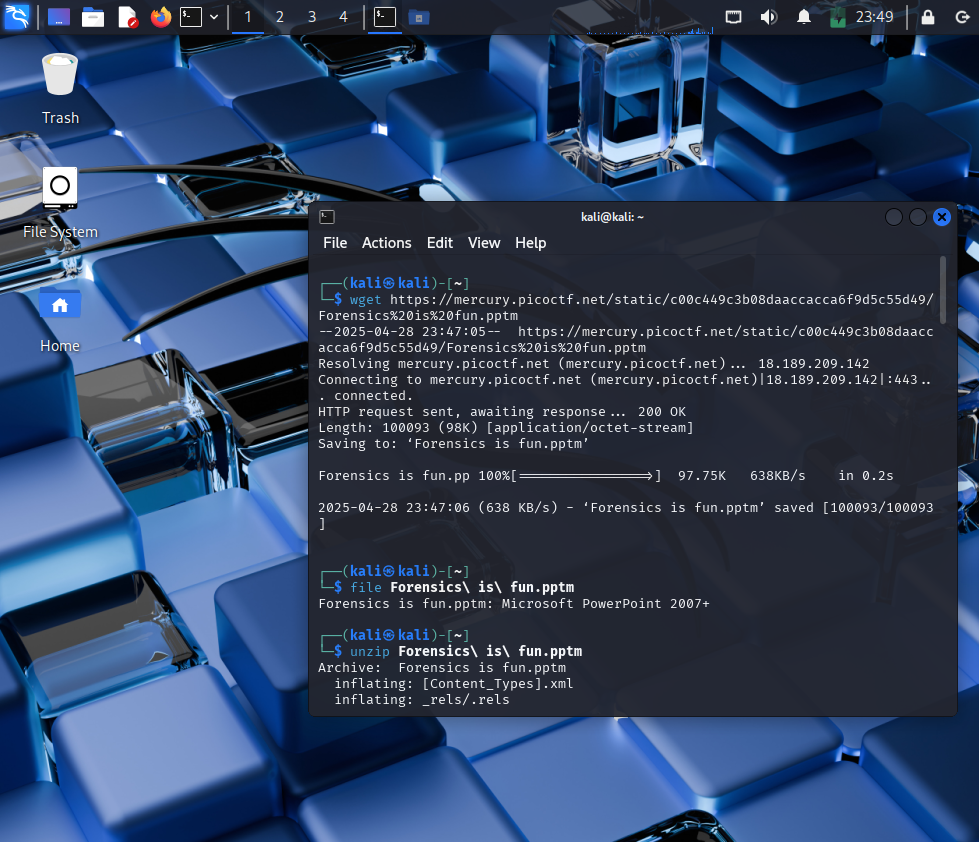 1 2 3 4 23:49
Trash
File System
Home
kali@kali: ~
File Actions Edit View Help
┌──(kali㉿kali)-[~]
└─$ wget https://mercury.picoctf.net/static/c00c449c3b08daaccacca6f9d5c55d49/
Forensics%20is%20fun.pptm
--2025-04-28 23:47:05-- https://mercury.picoctf.net/static/c00c449c3b08daacc
acca6f9d5c55d49/Forensics%20is%20fun.pptm
Resolving mercury.picoctf.net (mercury.picoctf.net)... 18.189.209.142
Connecting to mercury.picoctf.net (mercury.picoctf.net)|18.189.209.142|:443..
. connected.
HTTP request sent, awaiting response... 200 OK
Length: 100093 (98K) [application/octet-stream]
Saving to: ‘Forensics is fun.pptm’
Forensics is fun.pp 100%[================>] 97.75K 638KB/s in 0.2s
2025-04-28 23:47:06 (638 KB/s) - ‘Forensics is fun.pptm’ saved [100093/100093
]
┌──(kali㉿kali)-[~]
└─$ file Forensics\ is\ fun.pptm
Forensics is fun.pptm: Microsoft PowerPoint 2007+
┌──(kali㉿kali)-[~]
└─$ unzip Forensics\ is\ fun.pptm
Archive: Forensics is fun.pptm
inflating: [Content_Types].xml
inflating: _rels/.rels